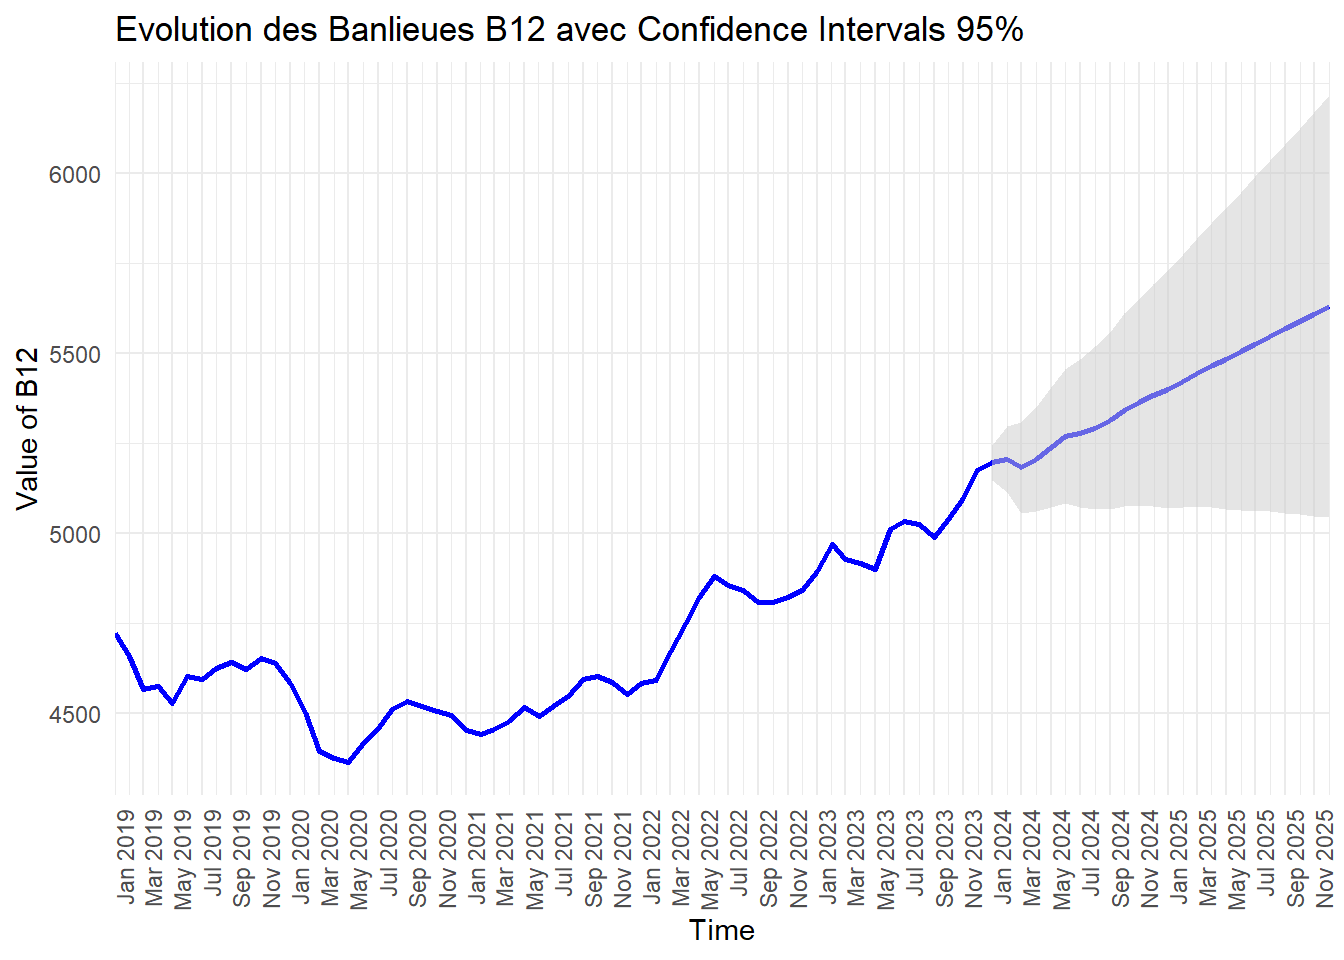 Evolution des Banlieues B12 avec Confidence Intervals 95%
Value of B12
6000
5500
5000
4500
Jan 2019
Mar 2019
May 2019
Jul 2019
Sep 2019
Nov 2019
Jan 2020
Mar 2020
May 2020
Jul 2020
Sep 2020
Nov 2020
Jan 2021
Mar 2021
May 2021
Jul 2021
Sep 2021
Nov 2021
Jan 2022
Mar 2022
May 2022
Jul 2022
Sep 2022
Nov 2022
Jan 2023
Mar 2023
May 2023
Jul 2023
Sep 2023
Nov 2023
Jan 2024
Mar 2024
May 2024
Jul 2024
Sep 2024
Nov 2024
Jan 2025
Mar 2025
May 2025
Jul 2025
Sep 2025
Nov 2025
Time